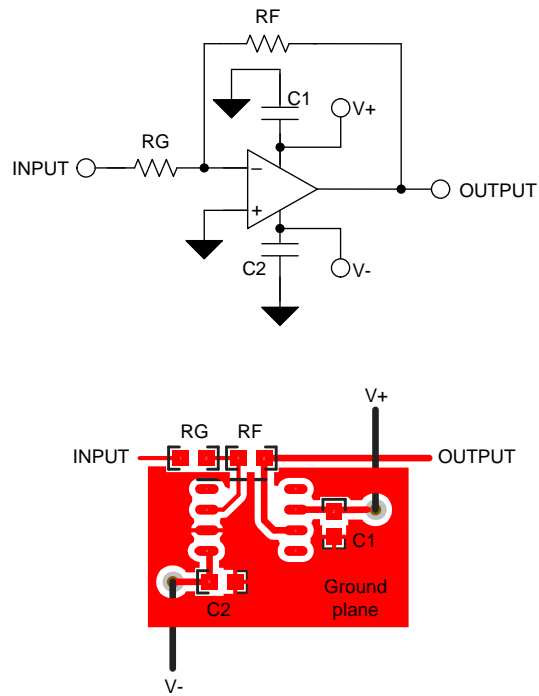 RF
C1
V+
RG
INPUT
−
+
OUTPUT
C2
V-
V+
RG
RF
INPUT
OUTPUT
C1
C2
Ground
plane
V-